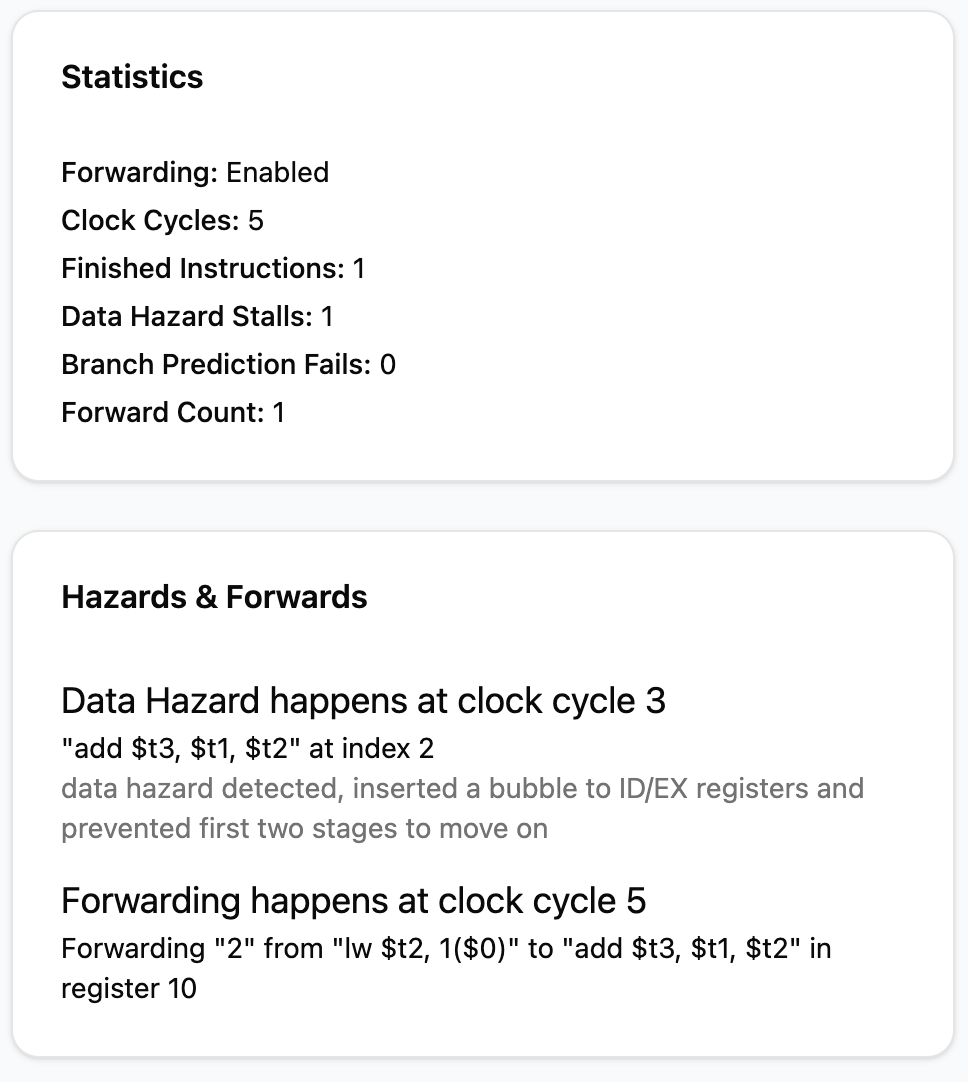 Statistics
Forwarding: Enabled
Clock Cycles: 5
Finished Instructions: 1
Data Hazard Stalls: 1
Branch Prediction Fails: 0
Forward Count: 1
Hazards & Forwards
Data Hazard happens at clock cycle 3
"add $t3, $t1, $t2" at index 2
data hazard detected, inserted a bubble to ID/EX registers and
prevented first two stages to move on
Forwarding happens at clock cycle 5
Forwarding "2" from "lw $t2, 1($0)" to "add $t3, $t1, $t2" in
register 10